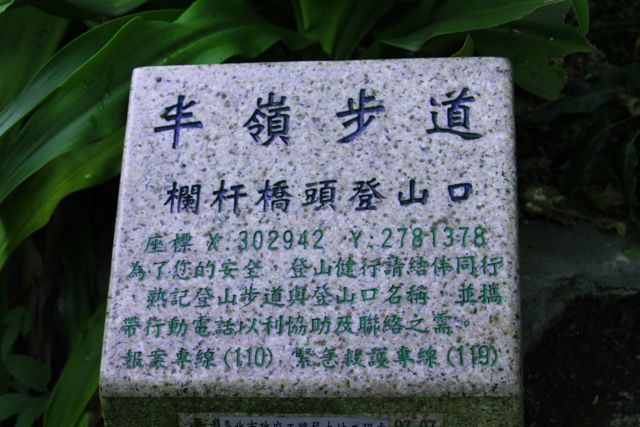 半嶺步道
欄杆橋頭登山口
座標 X:302942 Y:2781378
為了您的安全 登山健行請結伴同行
熟記登山步道與登山口名稱 並攜
帶行動電話以利協助及聯絡之需。
報案專線(110) 緊急救護專線(119)